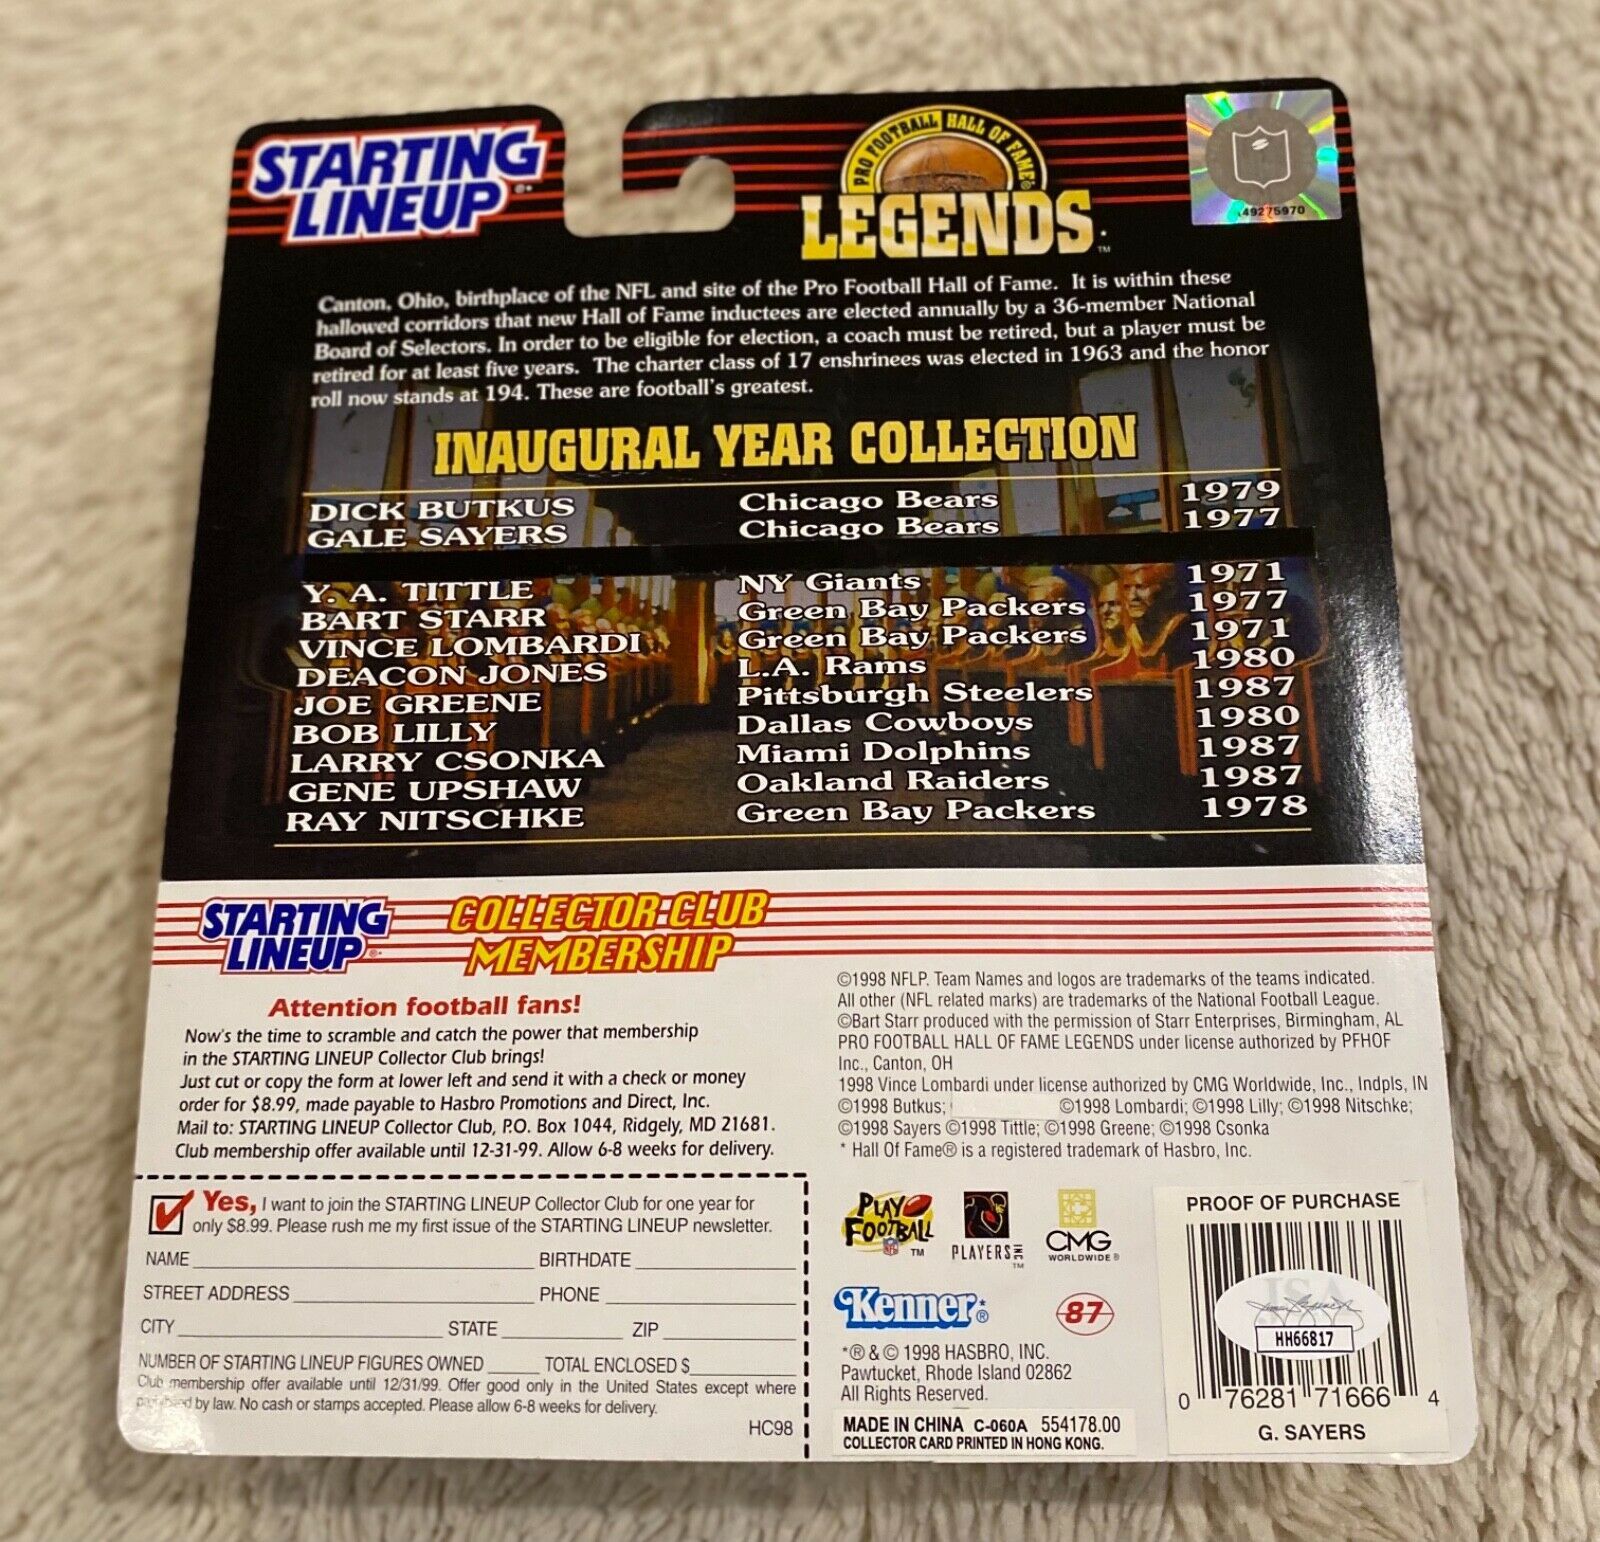 STARTING
LINEUP®*
PRO FOOTBALL HALL OF FAME®
LEGENDS*™
49275970
Canton, Ohio, birthplace of the NFL and site of the Pro Football Hall of Fame. It is within these
hallowed corridors that new Hall of Fame inductees are elected annually by a 36-member National
Board of Selectors. In order to be eligible for election, a coach must be retired, but a player must be
retired for at least five years. The charter class of 17 enshrinees was elected in 1963 and the honor
roll now stands at 194. These are football's greatest.
INAUGURAL YEAR COLLECTION
DICK BUTKUS Chicago Bears 1979
GALE SAYERS Chicago Bears 1977
Y. A. TITTLE NY Giants 1971
BART STARR Green Bay Packers 1977
VINCE LOMBARDI Green Bay Packers 1971
DEACON JONES L.A. Rams 1980
JOE GREENE Pittsburgh Steelers 1987
BOB LILLY Dallas Cowboys 1980
LARRY CSONKA Miami Dolphins 1987
GENE UPSHAW Oakland Raiders 1987
RAY NITSCHKE Green Bay Packers 1978
STARTING
LINEUP®*
COLLECTOR CLUB
MEMBERSHIP
Attention football fans!
Now's the time to scramble and catch the power that membership
in the STARTING LINEUP Collector Club brings!
Just cut or copy the form at lower left and send it with a check or money
order for $8.99, made payable to Hasbro Promotions and Direct, Inc.
Mail to: STARTING LINEUP Collector Club, P.O. Box 1044, Ridgely, MD 21681.
Club membership offer available until 12-31-99. Allow 6-8 weeks for delivery.
Yes, I want to join the STARTING LINEUP Collector Club for one year for
only $8.99. Please rush me my first issue of the STARTING LINEUP newsletter.
NAME BIRTHDATE
STREET ADDRESS PHONE
CITY STATE ZIP
NUMBER OF STARTING LINEUP FIGURES OWNED TOTAL ENCLOSED $
Club membership offer available until 12/31/99. Offer good only in the United States except where
by law. No cash or stamps accepted. Please allow 6-8 weeks for delivery.
HC98
©1998 NFLP. Team Names and logos are trademarks of the teams indicated.
All other (NFL related marks) are trademarks of the National Football League.
©Bart Starr produced with the permission of Starr Enterprises, Birmingham, AL
PRO FOOTBALL HALL OF FAME LEGENDS under license authorized by PFHOF
Inc., Canton, OH
1998 Vince Lombardi under license authorized by CMG Worldwide, Inc., Indpls, IN
©1998 Butkus; ©1998 Lombardi; ©1998 Lilly; ©1998 Nitschke;
©1998 Sayers ©1998 Tittle; ©1998 Greene; ©1998 Csonka
* Hall Of Fame® is a registered trademark of Hasbro, Inc.
PLAY
FOOTBALL
NFL ™
PLAYERS INC ™
CMG
WORLDWIDE®
Kenner*®
87
*® & © 1998 HASBRO, INC.
Pawtucket, Rhode Island 02862
All Rights Reserved.
MADE IN CHINA C-060A 554178.00
COLLECTOR CARD PRINTED IN HONG KONG.
PROOF OF PURCHASE
JSA
HH66817
0 76281 71666 4
G. SAYERS